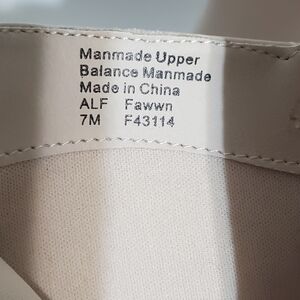 Manmade Upper
Balance Manmade
Made in China
ALF Fawwn
7M F43114